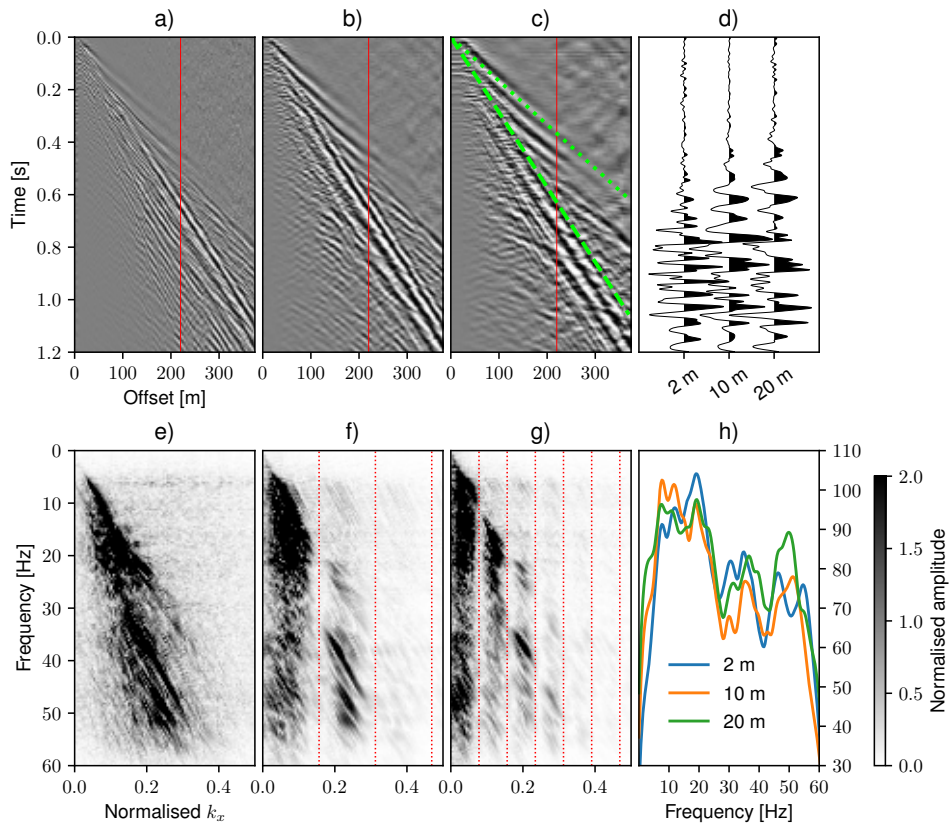 a) b) c) d)
0.0
0.2
0.4
0.6
0.8
1.0
1.2
Time [s]
0 100 200 300 0 100 200 300 0 100 200 300 2 m 10 m 20 m
Offset [m]
e) f) g) h)
0
10
20
30
40
50
60
Frequency [Hz]
0.0 0.2 0.4 0.0 0.2 0.4 0.0 0.2 0.4 10 20 30 40 50 60
Normalised kₓ
Frequency [Hz]
2 m
10 m
20 m
110
100
90
80
70
60
50
40
30
2.0
1.5
1.0
0.5
0.0
Normalised amplitude